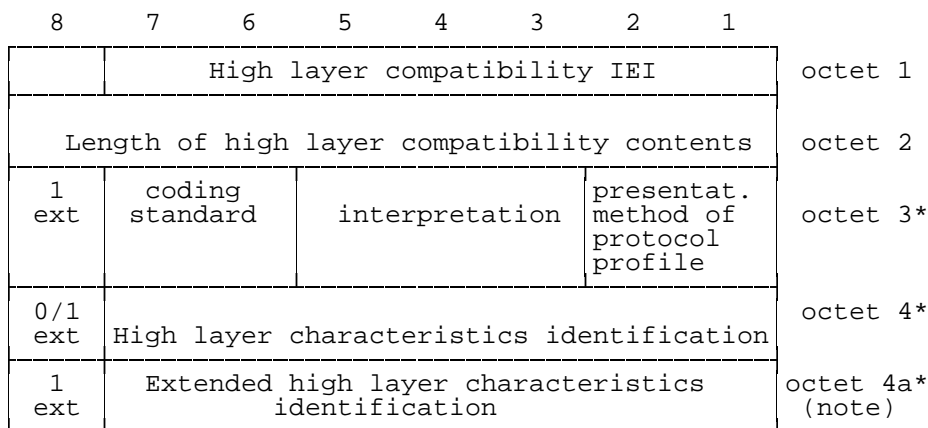 8 7 6 5 4 3 2 1
High layer compatibility IEI octet 1
Length of high layer compatibility contents octet 2
1 coding presentat.
ext standard interpretation method of octet 3*
protocol
profile
0/1 octet 4*
ext High layer characteristics identification
1 Extended high layer characteristics octet 4a*
ext identification (note)